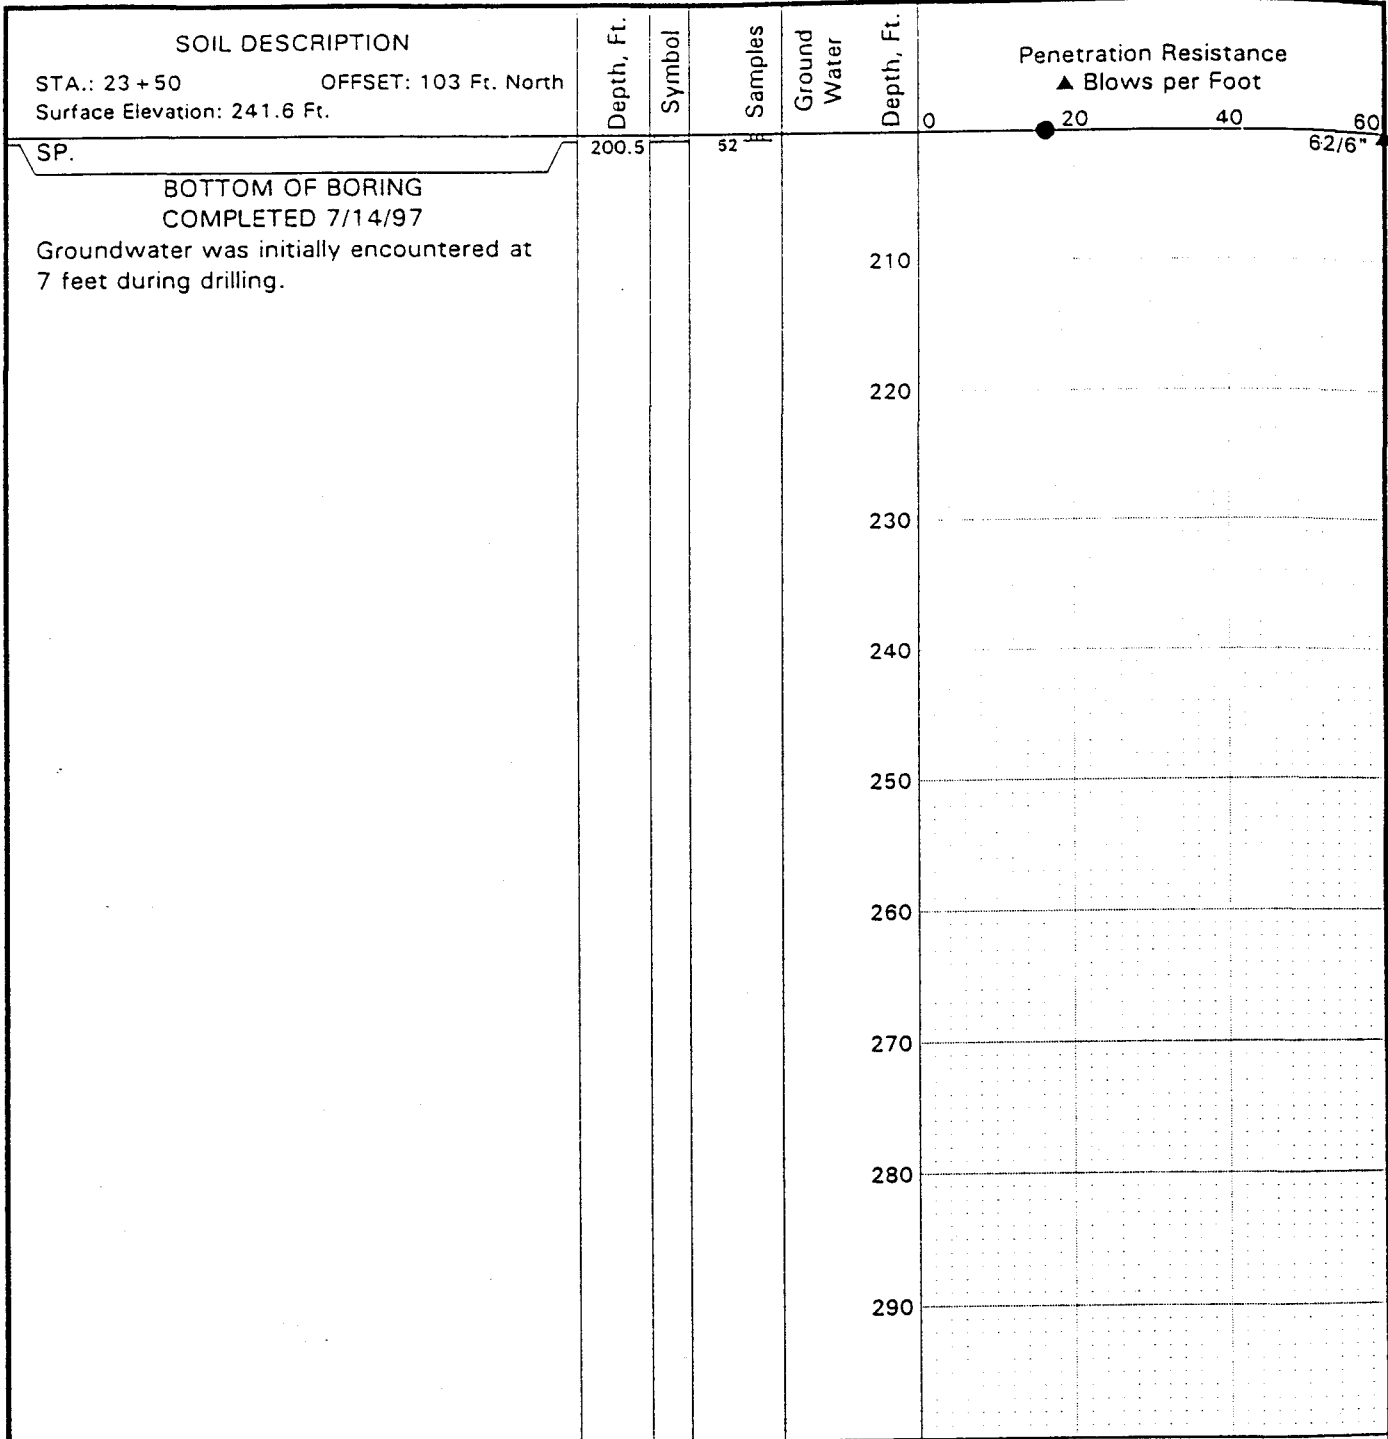 SOIL DESCRIPTION
STA.: 23+50 OFFSET: 103 Ft. North
Surface Elevation: 241.6 Ft.
Depth, Ft.
Symbol
Samples
Ground
Water
Depth, Ft.
Penetration Resistance
▲ Blows per Foot
0 20 40 60
SP. 200.5 52 62/6"
BOTTOM OF BORING
COMPLETED 7/14/97
Groundwater was initially encountered at
7 feet during drilling.
210
220
230
240
250
260
270
280
290